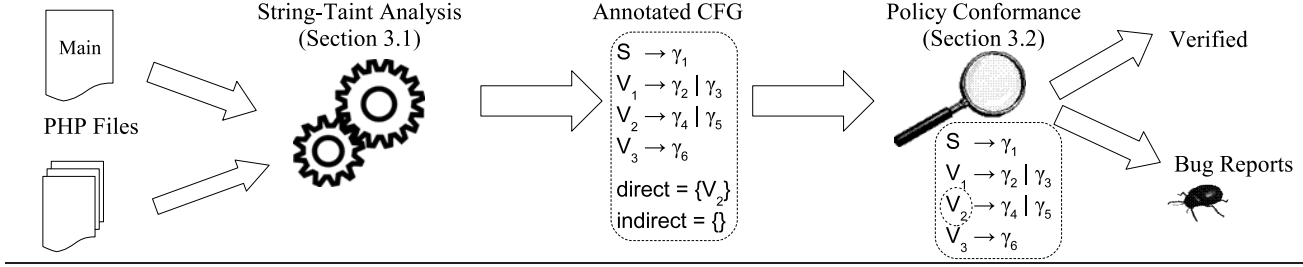 String-Taint Analysis
(Section 3.1)
Annotated CFG
Policy Conformance
(Section 3.2)
Main
PHP Files
S → γ1
V1 → γ2 | γ3
V2 → γ4 | γ5
V3 → γ6
direct = {V2}
indirect = {}
S → γ1
V1 → γ2 | γ3
V2 → γ4 | γ5
V3 → γ6
Verified
Bug Reports